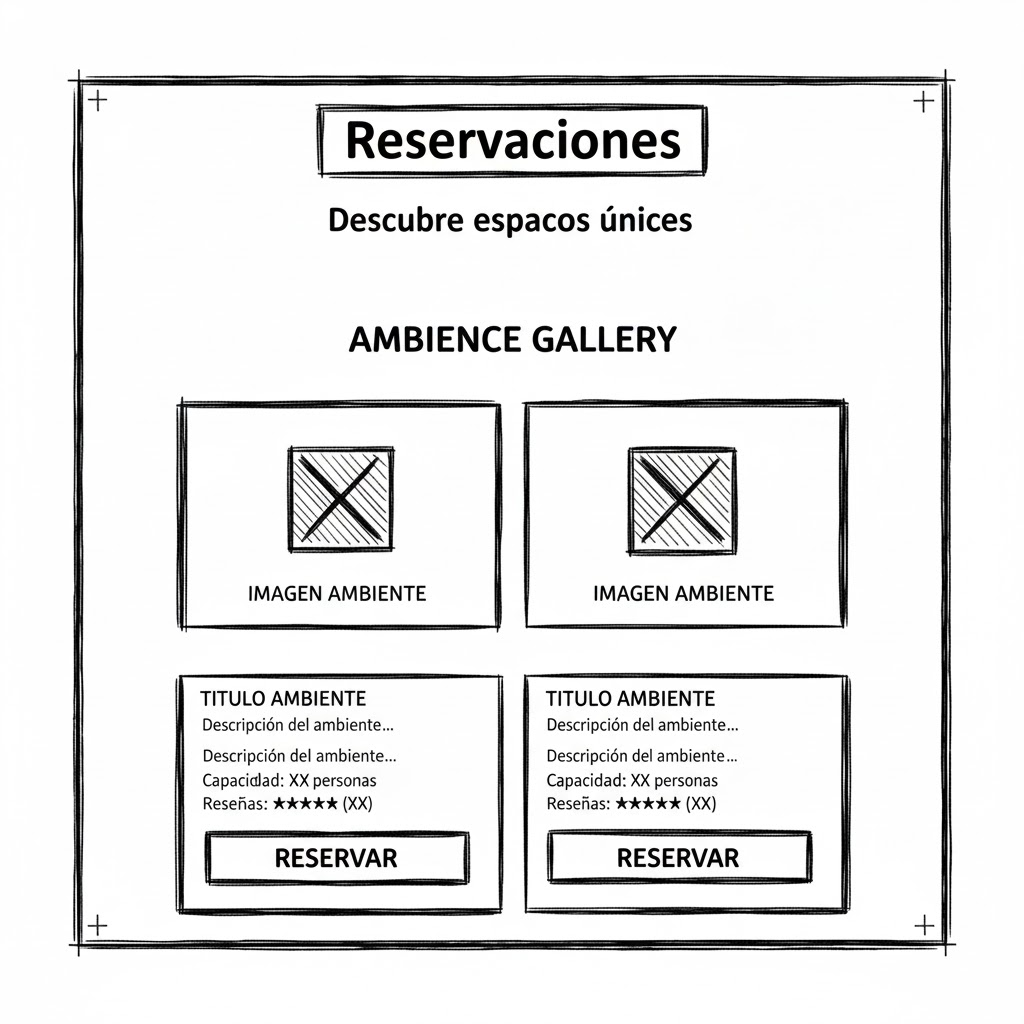 Reservaciones
Descubre espacos únices
AMBIENCE GALLERY
IMAGEN AMBIENTE
IMAGEN AMBIENTE
TITULO AMBIENTE
Descripción del ambiente...
Descripción del ambiente...
Capacidad: XX personas
Reseñas: ★★★★★ (XX)
RESERVAR
TITULO AMBIENTE
Descripción del ambiente...
Descripción del ambiente...
Capacidad: XX personas
Reseñas: ★★★★★ (XX)
RESERVAR